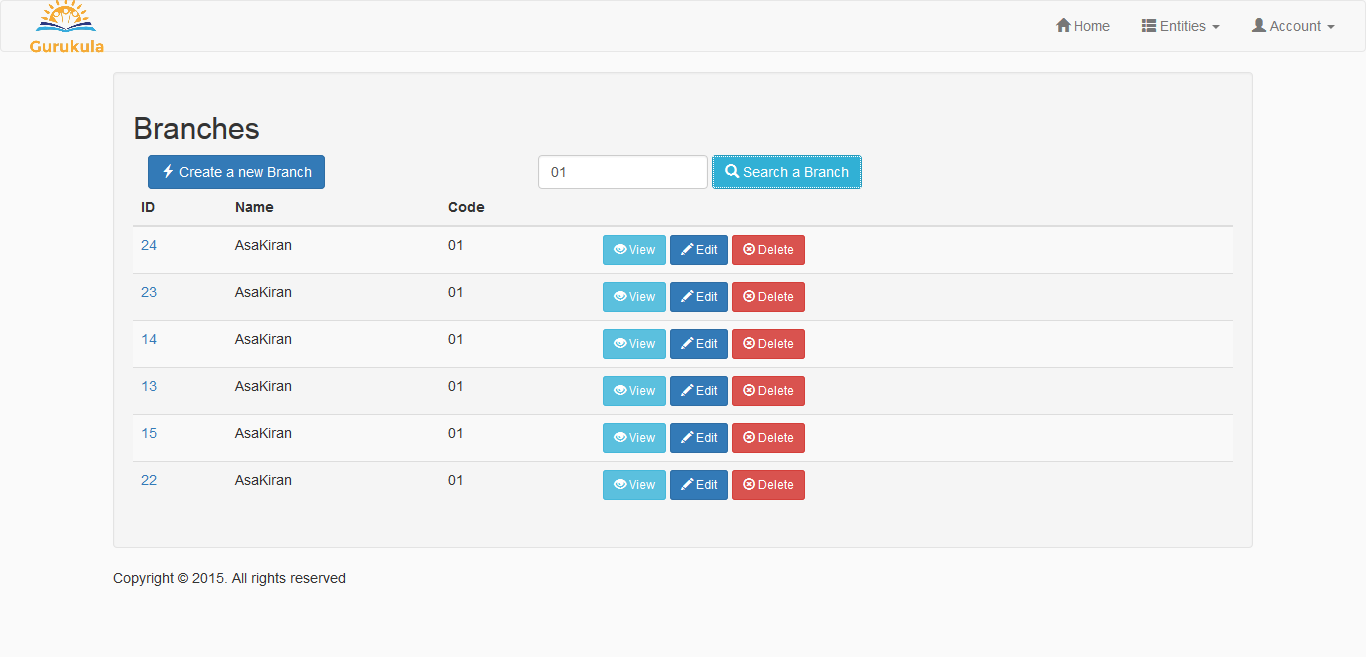 Gurukula
Home Entities Account
Branches
Create a new Branch 01 Search a Branch
ID Name Code
24 AsaKiran 01 View Edit Delete
23 AsaKiran 01 View Edit Delete
14 AsaKiran 01 View Edit Delete
13 AsaKiran 01 View Edit Delete
15 AsaKiran 01 View Edit Delete
22 AsaKiran 01 View Edit Delete
Copyright © 2015. All rights reserved